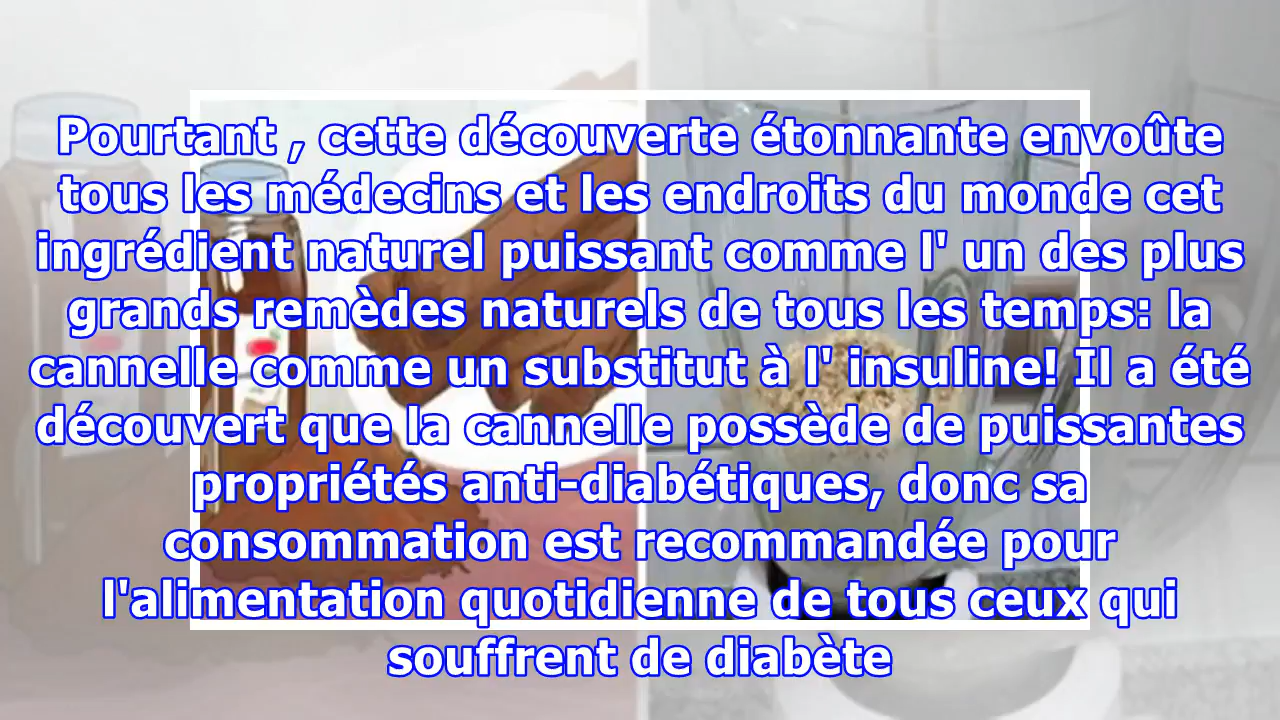 Pourtant , cette découverte étonnante envoûte
tous les médecins et les endroits du monde cet
ingrédient naturel puissant comme l' un des plus
grands remèdes naturels de tous les temps: la
cannelle comme un substitut à l' insuline! Il a été
découvert que la cannelle possède de puissantes
propriétés anti-diabétiques, donc sa
consommation est recommandée pour
l'alimentation quotidienne de tous ceux qui
souffrent de diabète